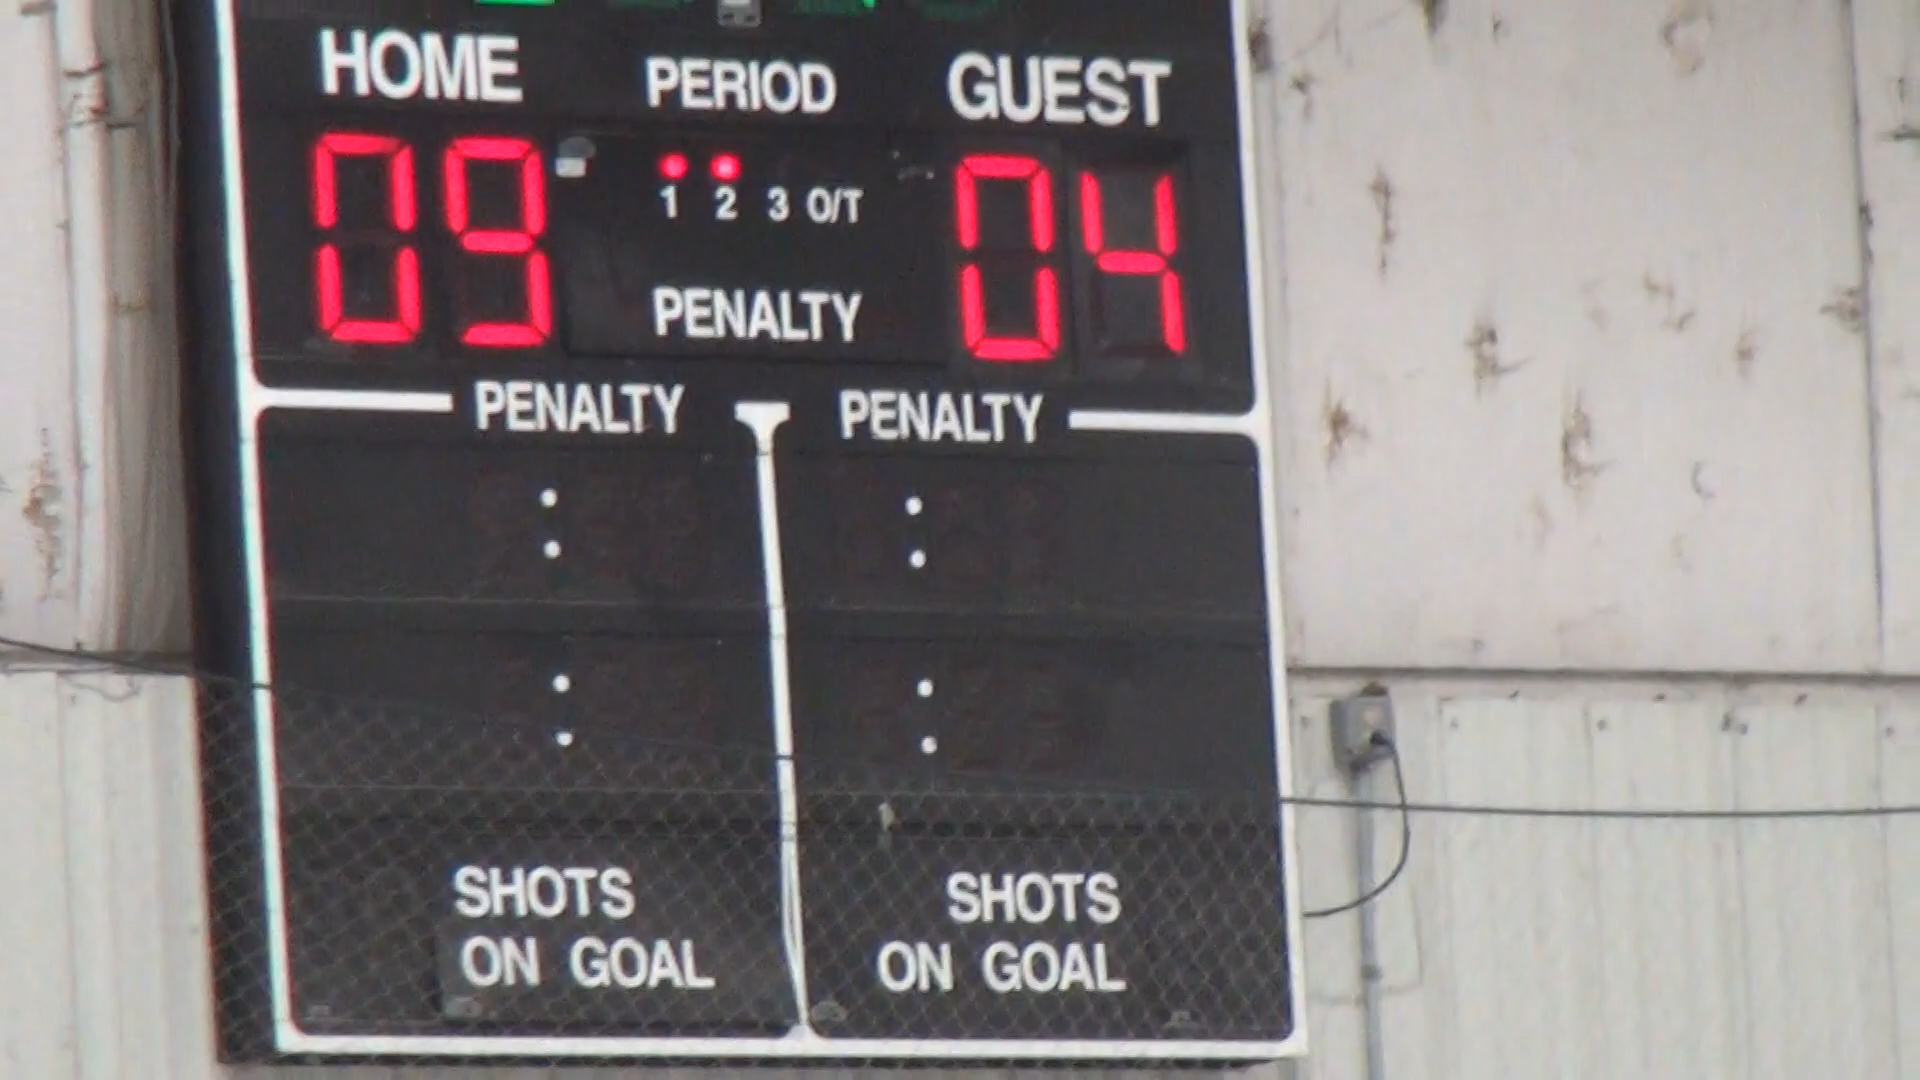 HOME PERIOD GUEST
09 04
1 2 3 O/T
PENALTY
PENALTY PENALTY
: :
: :
SHOTS SHOTS
ON GOAL ON GOAL